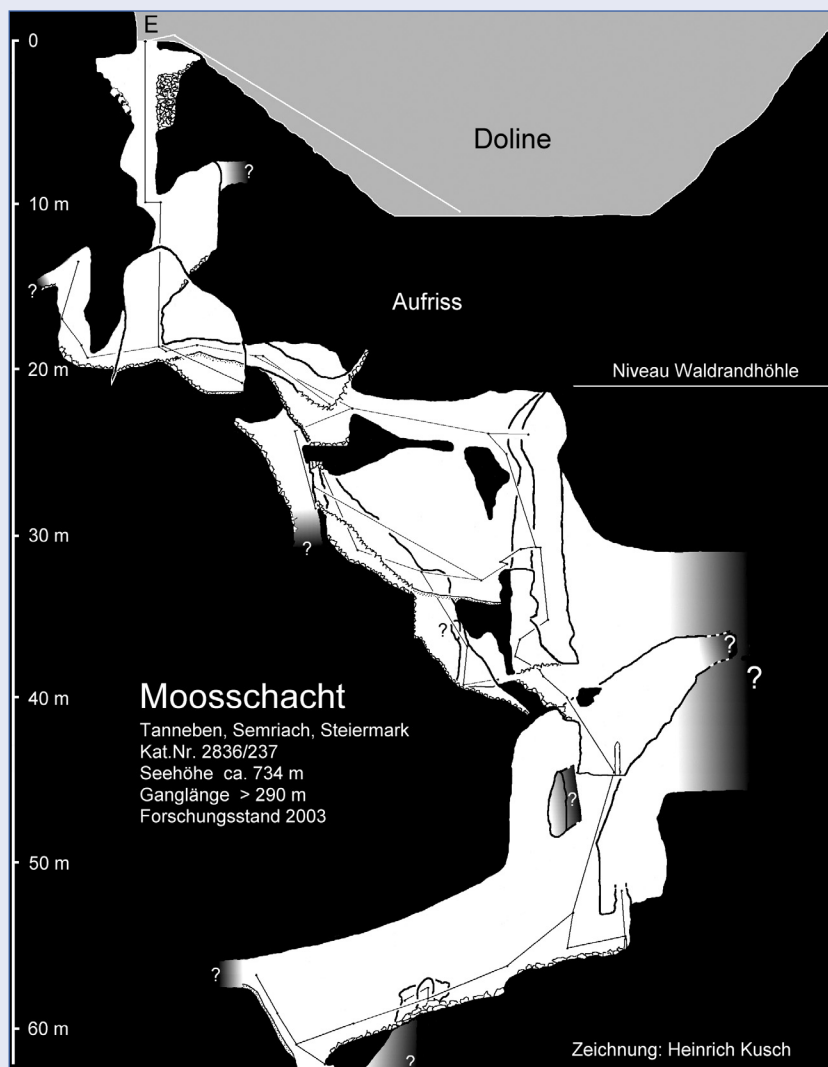 E
0
Doline
?
10 m
?
Aufriss
20 m
Niveau Waldrandhöhle
30 m
?
?
?
?
Moosschacht
40 m
Tanneben, Semriach, Steiermark
Kat.Nr. 2836/237
Seehöhe ca. 734 m
Ganglänge > 290 m
Forschungsstand 2003
?
50 m
?
60 m
?
Zeichnung: Heinrich Kusch